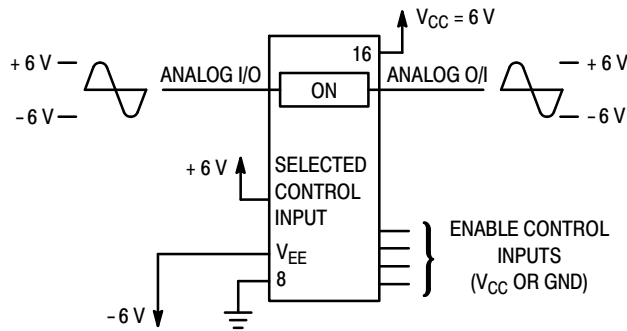 V_CC = 6 V
16
+ 6 V
ANALOG I/O
ON
ANALOG O/I
+ 6 V
– 6 V
– 6 V
+ 6 V
SELECTED
CONTROL
INPUT
ENABLE CONTROL
INPUTS
(V_CC OR GND)
V_EE
8
– 6 V